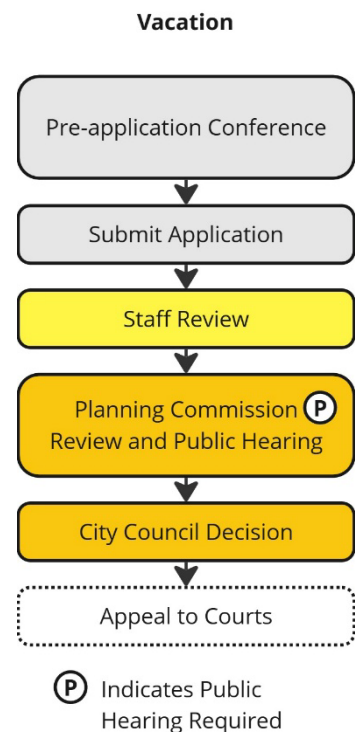 Vacation
Pre-application Conference
Submit Application
Staff Review
Planning Commission P
Review and Public Hearing
City Council Decision
Appeal to Courts
P Indicates Public
Hearing Required